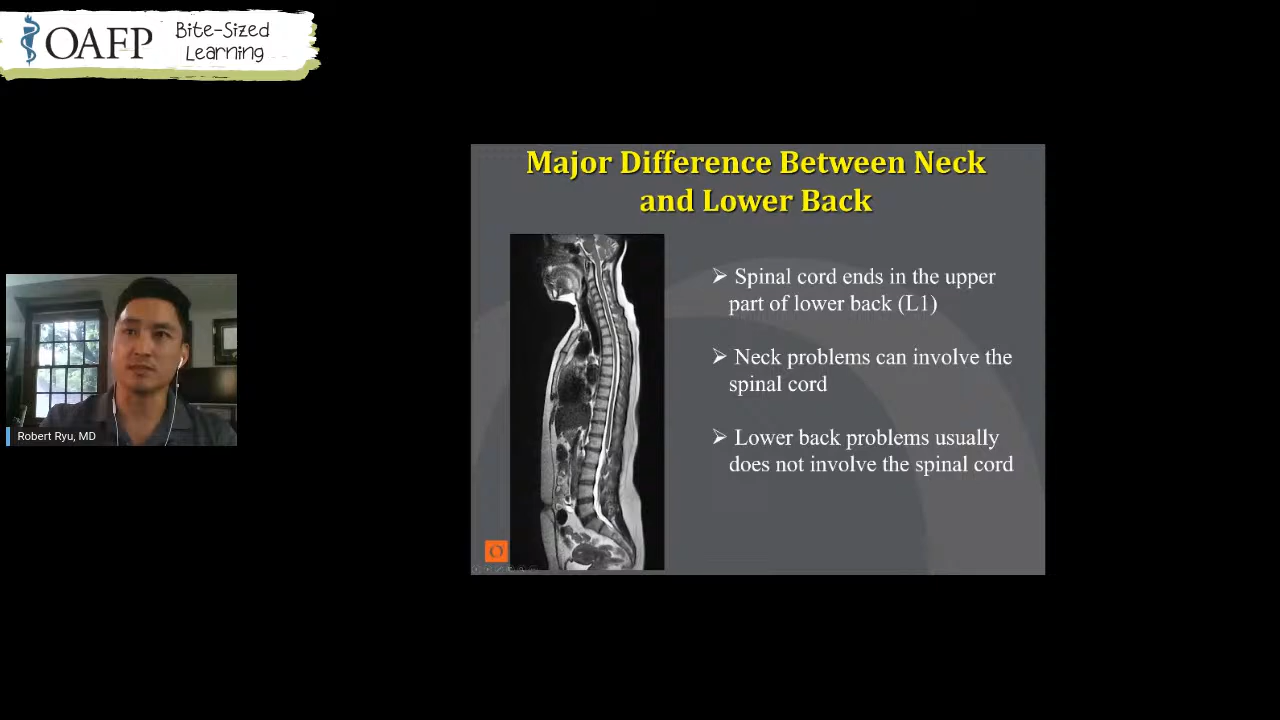 OAFP
Bite-Sized
Learning
Major Difference Between Neck
and Lower Back
➢ Spinal cord ends in the upper
part of lower back (L1)
➢ Neck problems can involve the
spinal cord
➢ Lower back problems usually
does not involve the spinal cord
Robert Ryu, MD